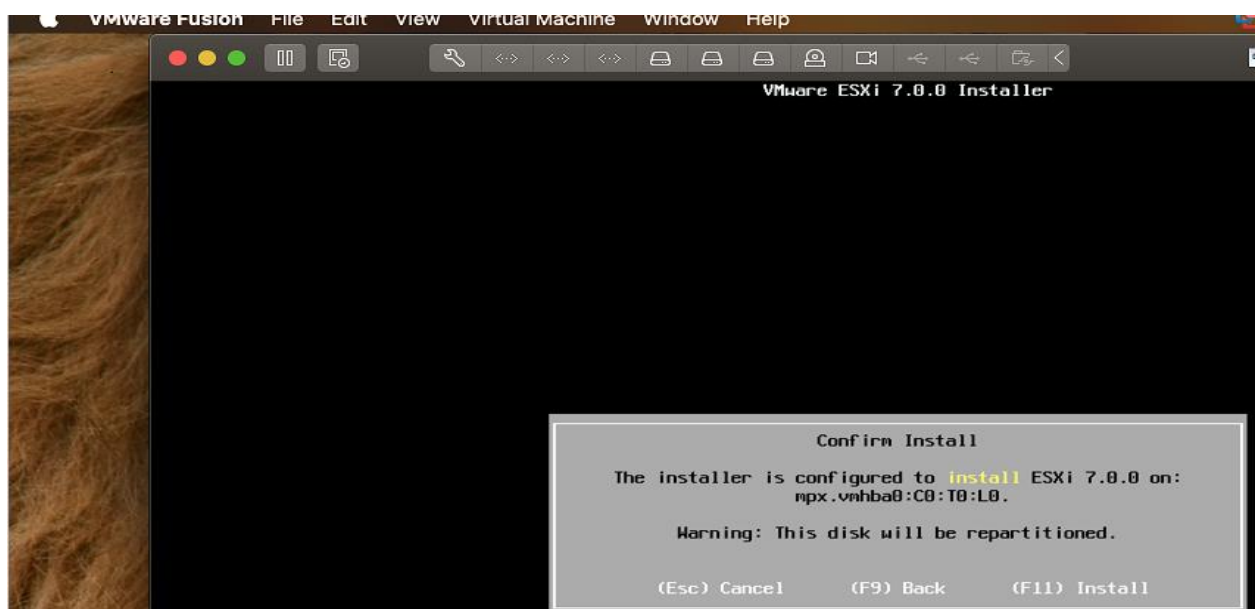 VMware Fusion File Edit View Virtual Machine Window Help
VMware ESXi 7.0.0 Installer
Confirm Install
The installer is configured to install ESXi 7.0.0 on:
mpx.vmhba0:C0:T0:L0.
Warning: This disk will be repartitioned.
(Esc) Cancel (F9) Back (F11) Install